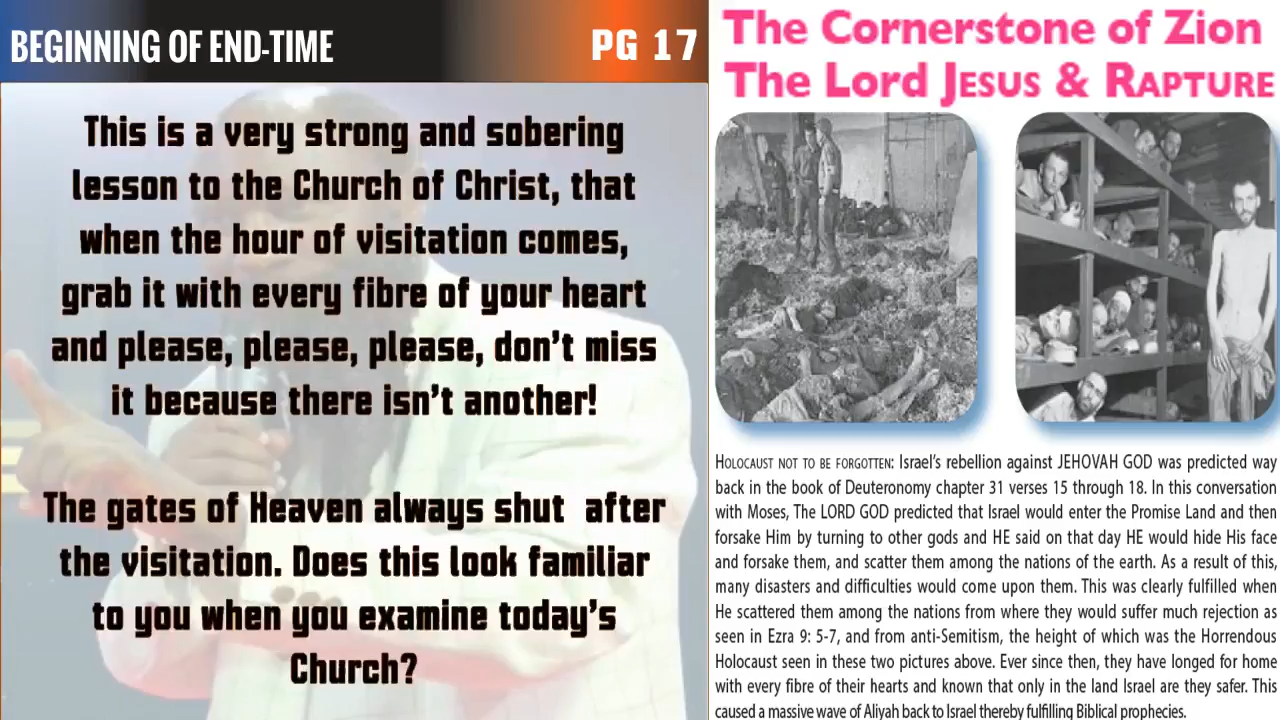 BEGINNING OF END-TIME
PG 17
This is a very strong and sobering
lesson to the Church of Christ, that
when the hour of visitation comes,
grab it with every fibre of your heart
and please, please, please, don't miss
it because there isn't another!
The gates of Heaven always shut after
the visitation. Does this look familiar
to you when you examine today's
Church?
The Cornerstone of Zion
The Lord JESUS & RAPTURE
HOLOCAUST NOT TO BE FORGOTTEN: Israel's rebellion against JEHOVAH GOD was predicted way
back in the book of Deuteronomy chapter 31 verses 15 through 18. In this conversation
with Moses, The LORD GOD predicted that Israel would enter the Promise Land and then
forsake Him by turning to other gods and HE said on that day HE would hide His face
and forsake them, and scatter them among the nations of the earth. As a result of this,
many disasters and difficulties would come upon them. This was clearly fulfilled when
He scattered them among the nations from where they would suffer much rejection as
seen in Ezra 9: 5-7, and from anti-Semitism, the height of which was the Horrendous
Holocaust seen in these two pictures above. Ever since then, they have longed for home
with every fibre of their hearts and known that only in the land Israel are they safer. This
caused a massive wave of Aliyah back to Israel thereby fulfilling Biblical prophecies.